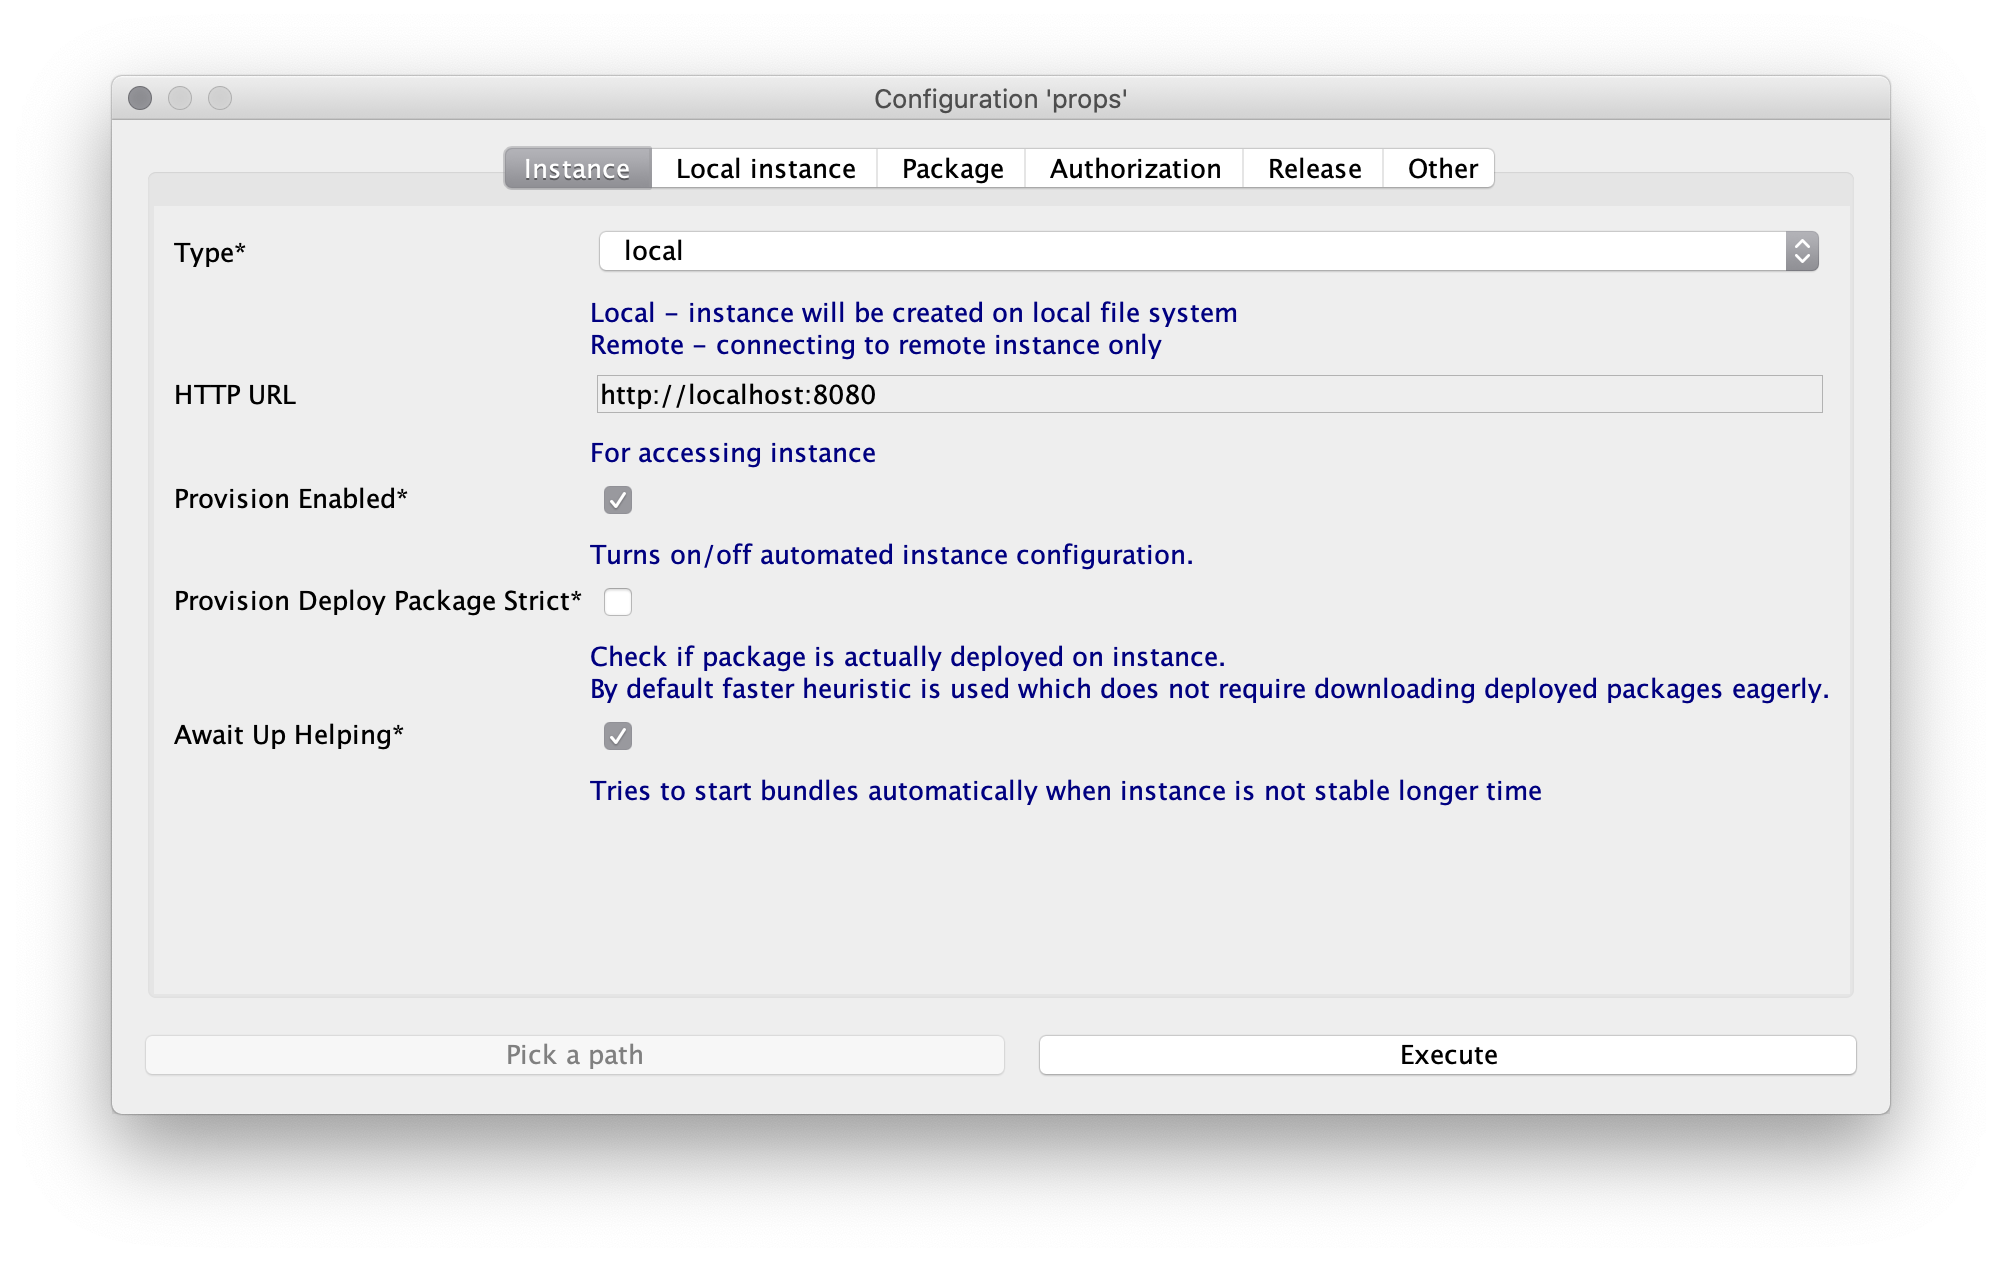 Configuration 'props'
Instance
Local instance
Package
Authorization
Release
Other
Type*
local
Local – instance will be created on local file system
Remote – connecting to remote instance only
HTTP URL
http://localhost:8080
For accessing instance
Provision Enabled*
Turns on/off automated instance configuration.
Provision Deploy Package Strict*
Check if package is actually deployed on instance.
By default faster heuristic is used which does not require downloading deployed packages eagerly.
Await Up Helping*
Tries to start bundles automatically when instance is not stable longer time
Pick a path
Execute